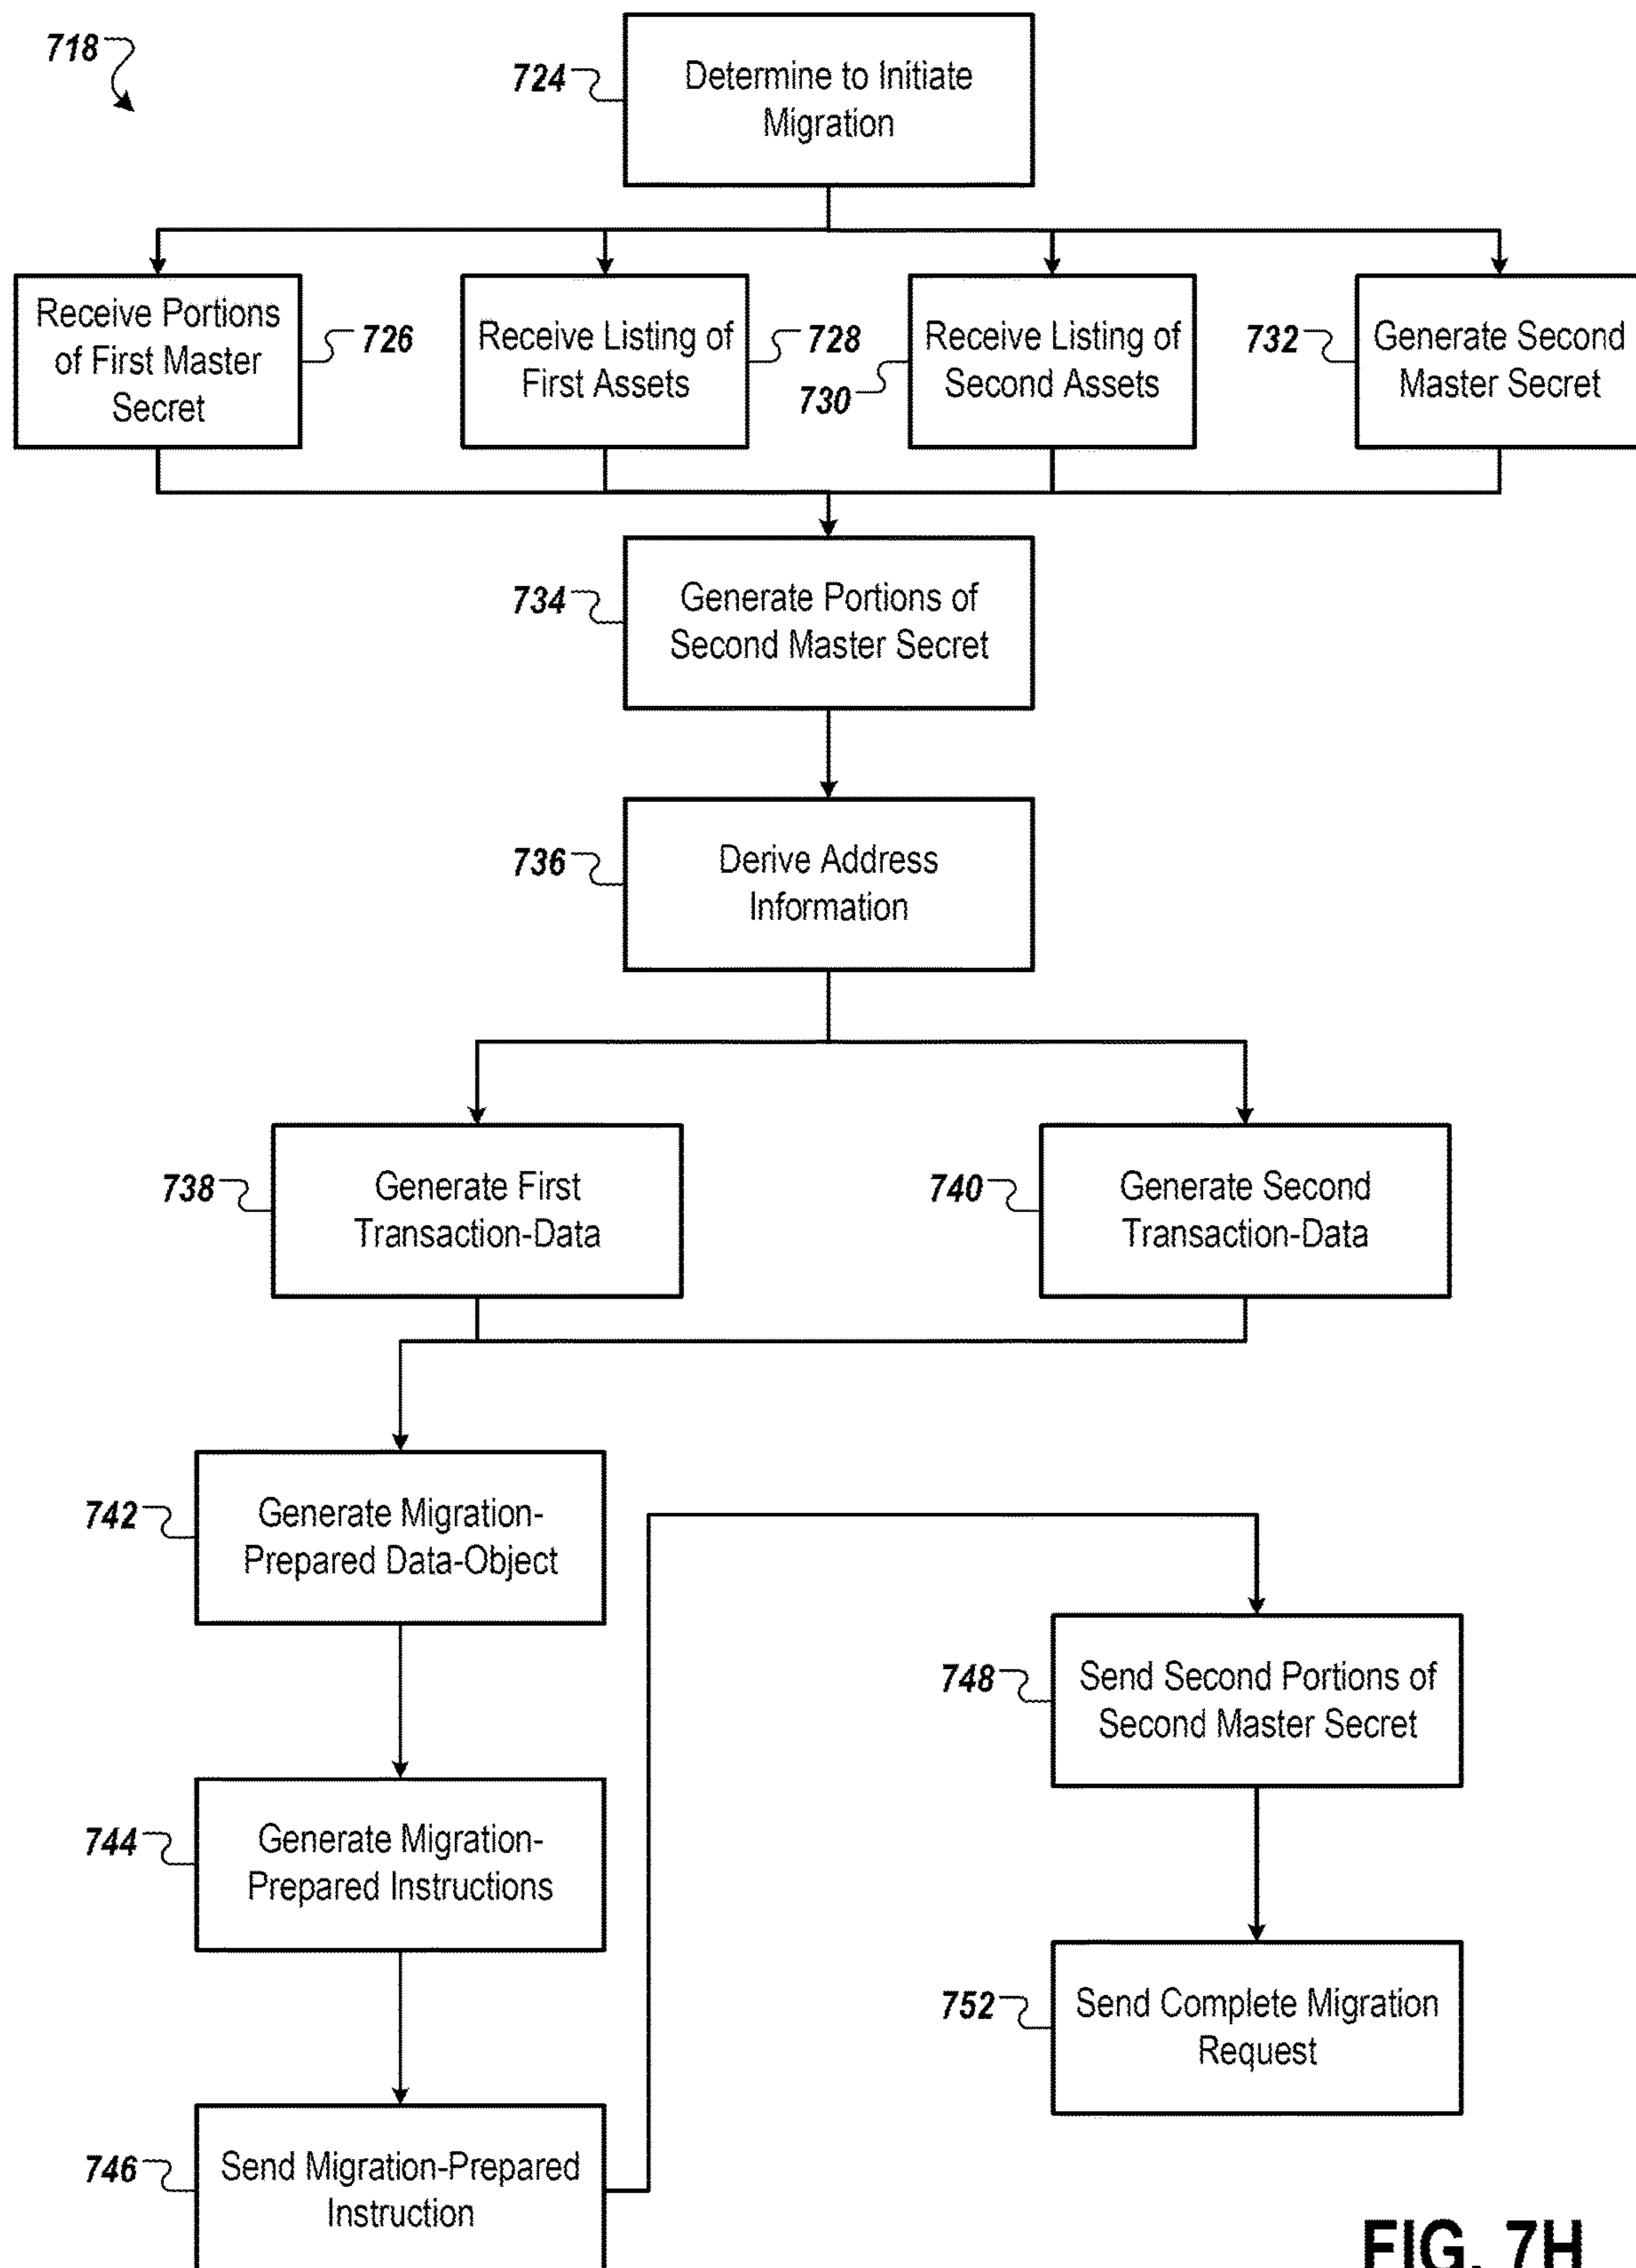 718
724
Determine to Initiate
Migration
Receive Portions
of First Master
Secret
726
Receive Listing of
First Assets
728
730
Receive Listing of
Second Assets
732
Generate Second
Master Secret
734
Generate Portions of
Second Master Secret
736
Derive Address
Information
738
Generate First
Transaction-Data
740
Generate Second
Transaction-Data
742
Generate Migration-
Prepared Data-Object
744
Generate Migration-
Prepared Instructions
746
Send Migration-Prepared
Instruction
748
Send Second Portions of
Second Master Secret
752
Send Complete Migration
Request
FIG. 7H